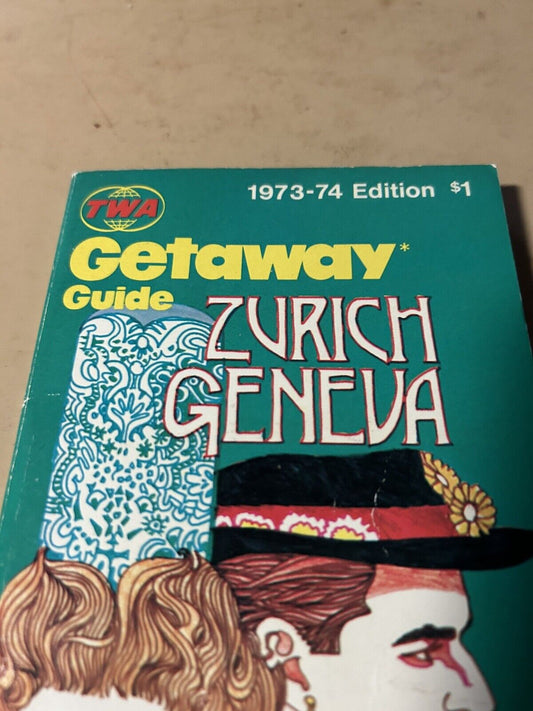 TWA
1973-74 Edition $1
Getaway*
Guide
ZURICH
GENEVA